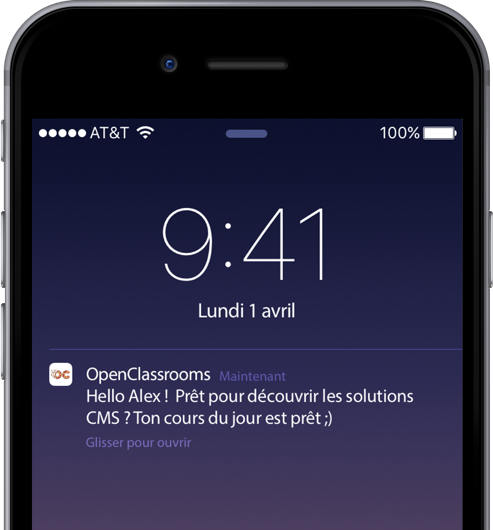 AT&T 100%
9:41
Lundi 1 avril
OC OpenClassrooms Maintenant
Hello Alex ! Prêt pour découvrir les solutions
CMS ? Ton cours du jour est prêt ;)
Glisser pour ouvrir